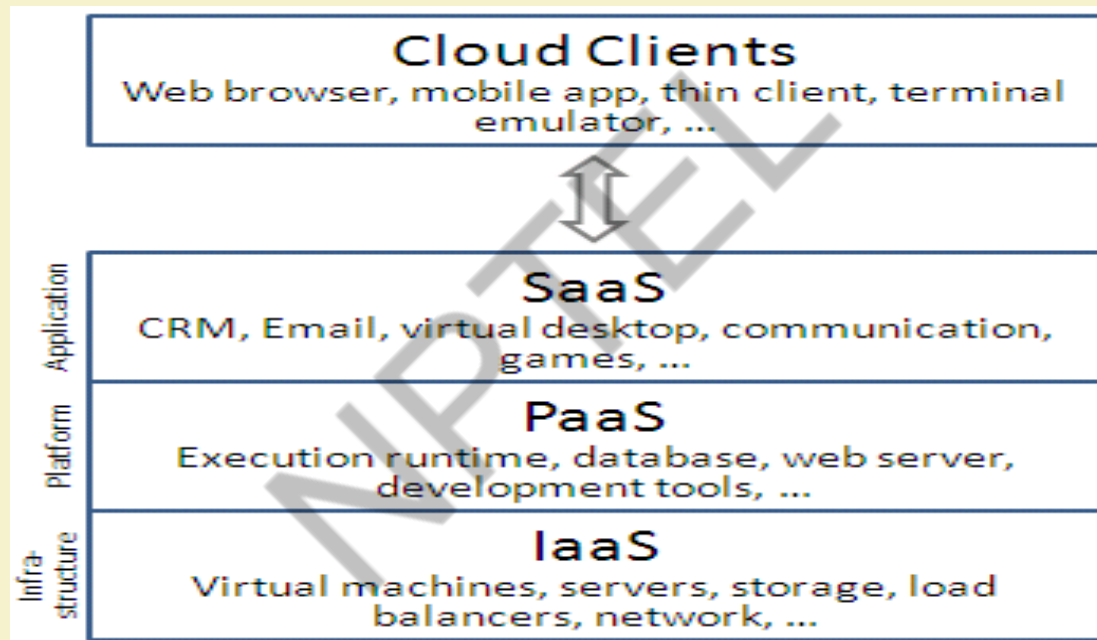 Cloud Clients
Web browser, mobile app, thin client, terminal
emulator, ...
Application
SaaS
CRM, Email, virtual desktop, communication,
games, ...
Platform
PaaS
Execution runtime, database, web server,
development tools, ...
Infra-
structure
IaaS
Virtual machines, servers, storage, load
balancers, network, ...
NPTEL